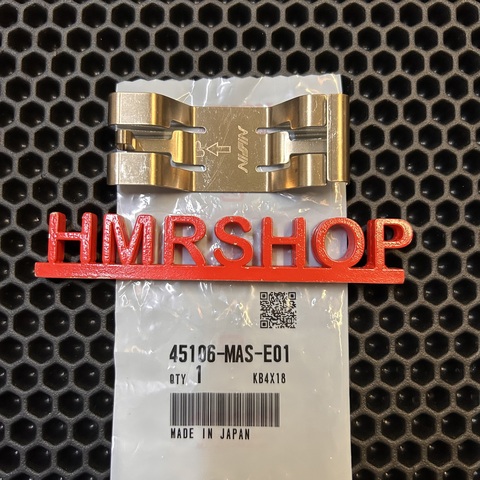 NISSIN
HMRSHOP
45106-MAS-E01
QTY 1 KB4X18
MADE IN JAPAN